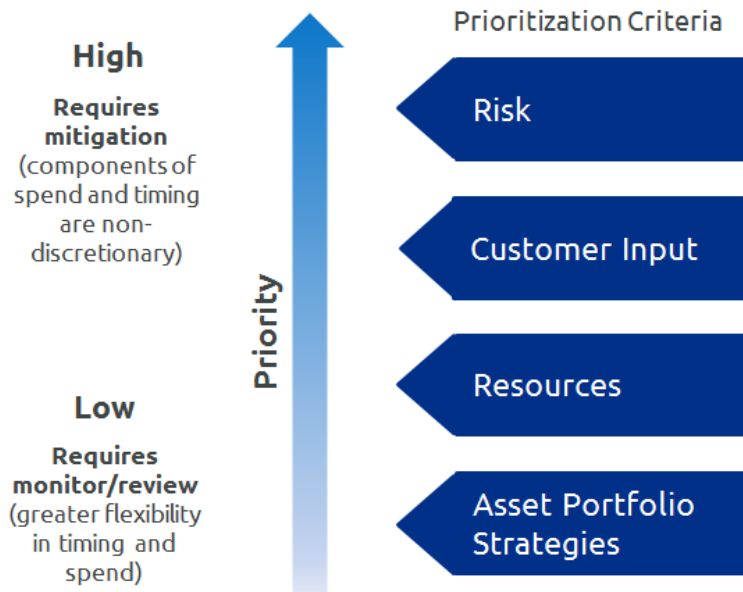 Prioritization Criteria
High
Requires
mitigation
(components of
spend and timing
are non-
discretionary)
Low
Requires
monitor/review
(greater flexibility
in timing and
spend)
Priority
Risk
Customer Input
Resources
Asset Portfolio
Strategies